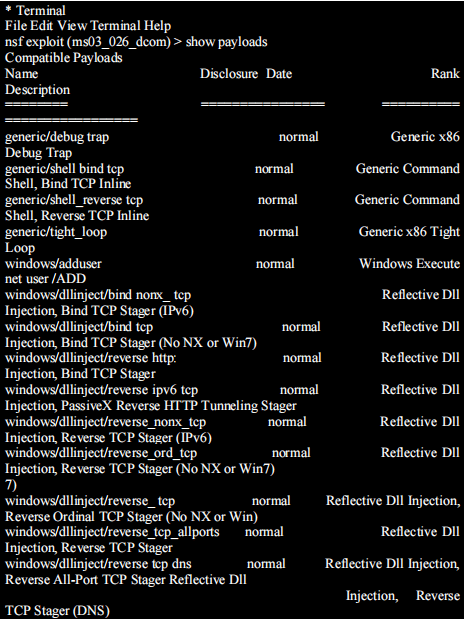 * Terminal
File Edit View Terminal Help
nsf exploit (ms03_026_dcom) > show payloads
Compatible Payloads
Name Disclosure Date Rank
Description
======== =============== ==========
=================
generic/debug trap normal Generic x86
Debug Trap
generic/shell bind tcp normal Generic Command
Shell, Bind TCP Inline
generic/shell_reverse tcp normal Generic Command
Shell, Reverse TCP Inline
generic/tight_loop normal Generic x86 Tight
Loop
windows/adduser normal Windows Execute
net user /ADD
windows/dllinject/bind nonx_ tcp Reflective Dll
Injection, Bind TCP Stager (IPv6)
windows/dllinject/bind tcp normal Reflective Dll
Injection, Bind TCP Stager (No NX or Win7)
windows/dllinject/reverse http: normal Reflective Dll
Injection, Bind TCP Stager
windows/dllinject/reverse ipv6 tcp normal Reflective Dll
Injection, PassiveX Reverse HTTP Tunneling Stager
windows/dllinject/reverse_nonx_tcp normal Reflective Dll
Injection, Reverse TCP Stager (IPv6)
windows/dllinject/reverse_ord_tcp normal Reflective Dll
Injection, Reverse TCP Stager (No NX or Win7)
7)
windows/dllinject/reverse_ tcp normal Reflective Dll Injection,
Reverse Ordinal TCP Stager (No NX or Win)
windows/dllinject/reverse_tcp_allports normal Reflective Dll
Injection, Reverse TCP Stager
windows/dllinject/reverse tcp dns normal Reflective Dll Injection,
Reverse All-Port TCP Stager Reflective Dll
Injection, Reverse
TCP Stager (DNS)